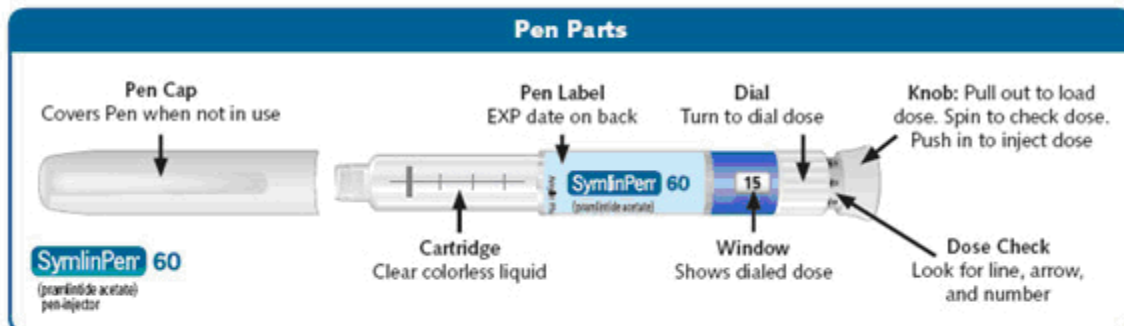 Pen Parts
Pen Cap
Covers Pen when not in use
Pen Label
EXP date on back
Dial
Turn to dial dose
Knob: Pull out to load
dose. Spin to check dose.
Push in to inject dose
SymlinPen 60
(pramlintide acetate)
15
Cartridge
Clear colorless liquid
Window
Shows dialed dose
Dose Check
Look for line, arrow,
and number
SymlinPen 60
(pramlintide acetate)
pen-injector